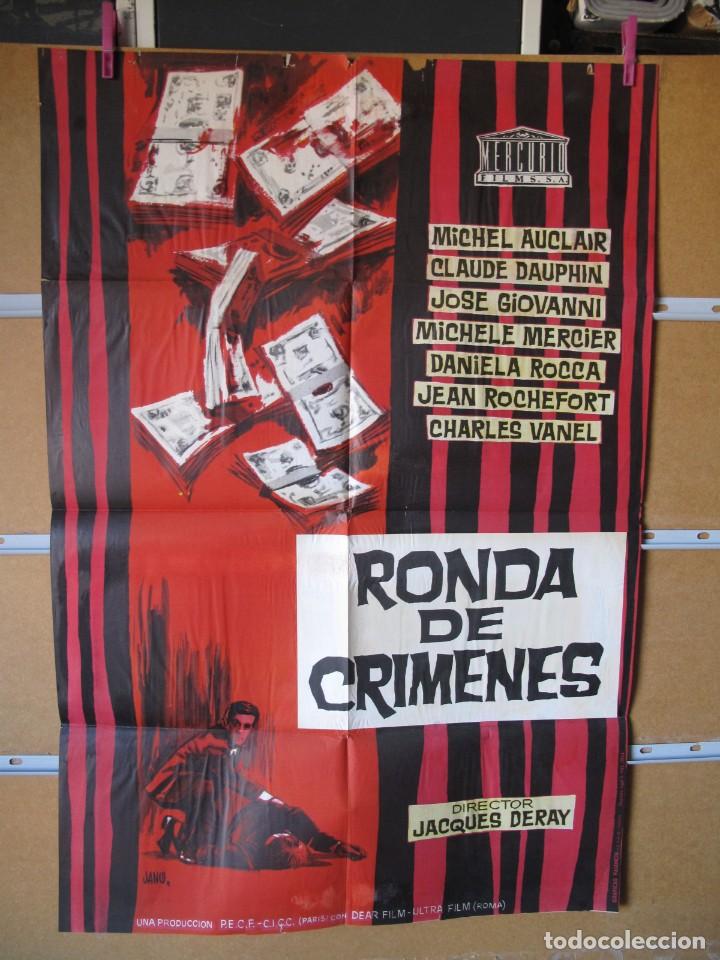 MERCURIO
FILMS. S.A.
MICHEL AUCLAIR
CLAUDE DAUPHIN
JOSE GIOVANNI
MICHELE MERCIER
DANIELA ROCCA
JEAN ROCHEFORT
CHARLES VANEL
RONDA
DE
CRIMENES
DIRECTOR
JACQUES DERAY
JANO.
UNA PRODUCCION P.E.C.F. - C.I.C.C. (PARIS) CON DEAR FILM - ULTRA FILM (ROMA)
todocoleccion.net